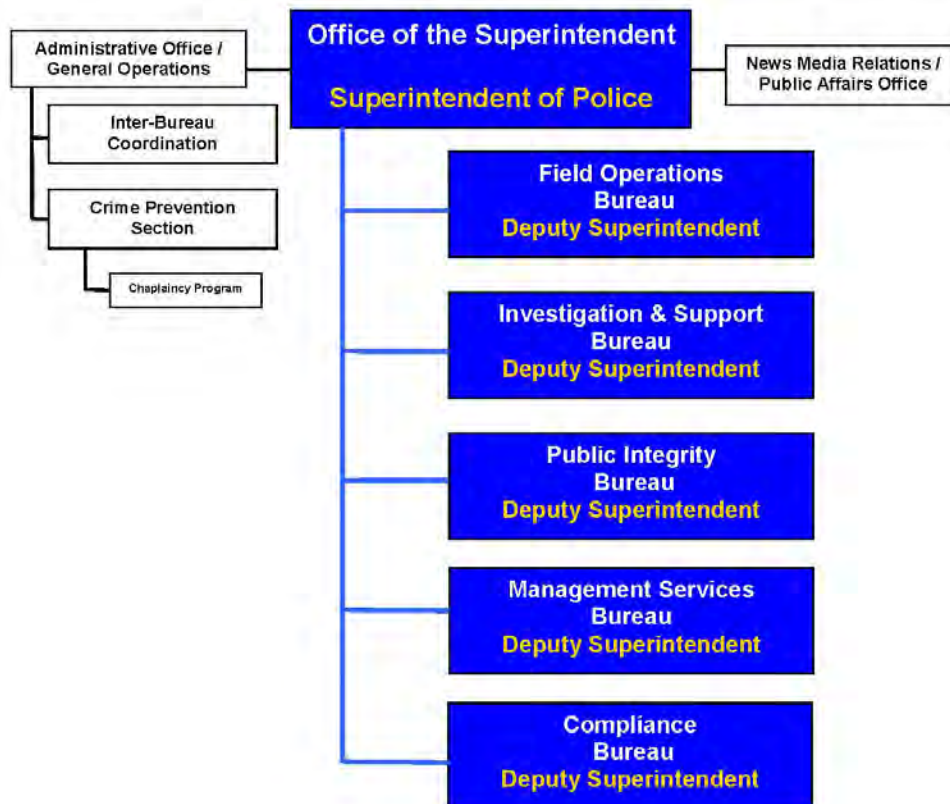 Office of the Superintendent
Superintendent of Police
Administrative Office /
General Operations
Inter-Bureau
Coordination
Crime Prevention
Section
Chaplaincy Program
News Media Relations /
Public Affairs Office
Field Operations
Bureau
Deputy Superintendent
Investigation & Support
Bureau
Deputy Superintendent
Public Integrity
Bureau
Deputy Superintendent
Management Services
Bureau
Deputy Superintendent
Compliance
Bureau
Deputy Superintendent